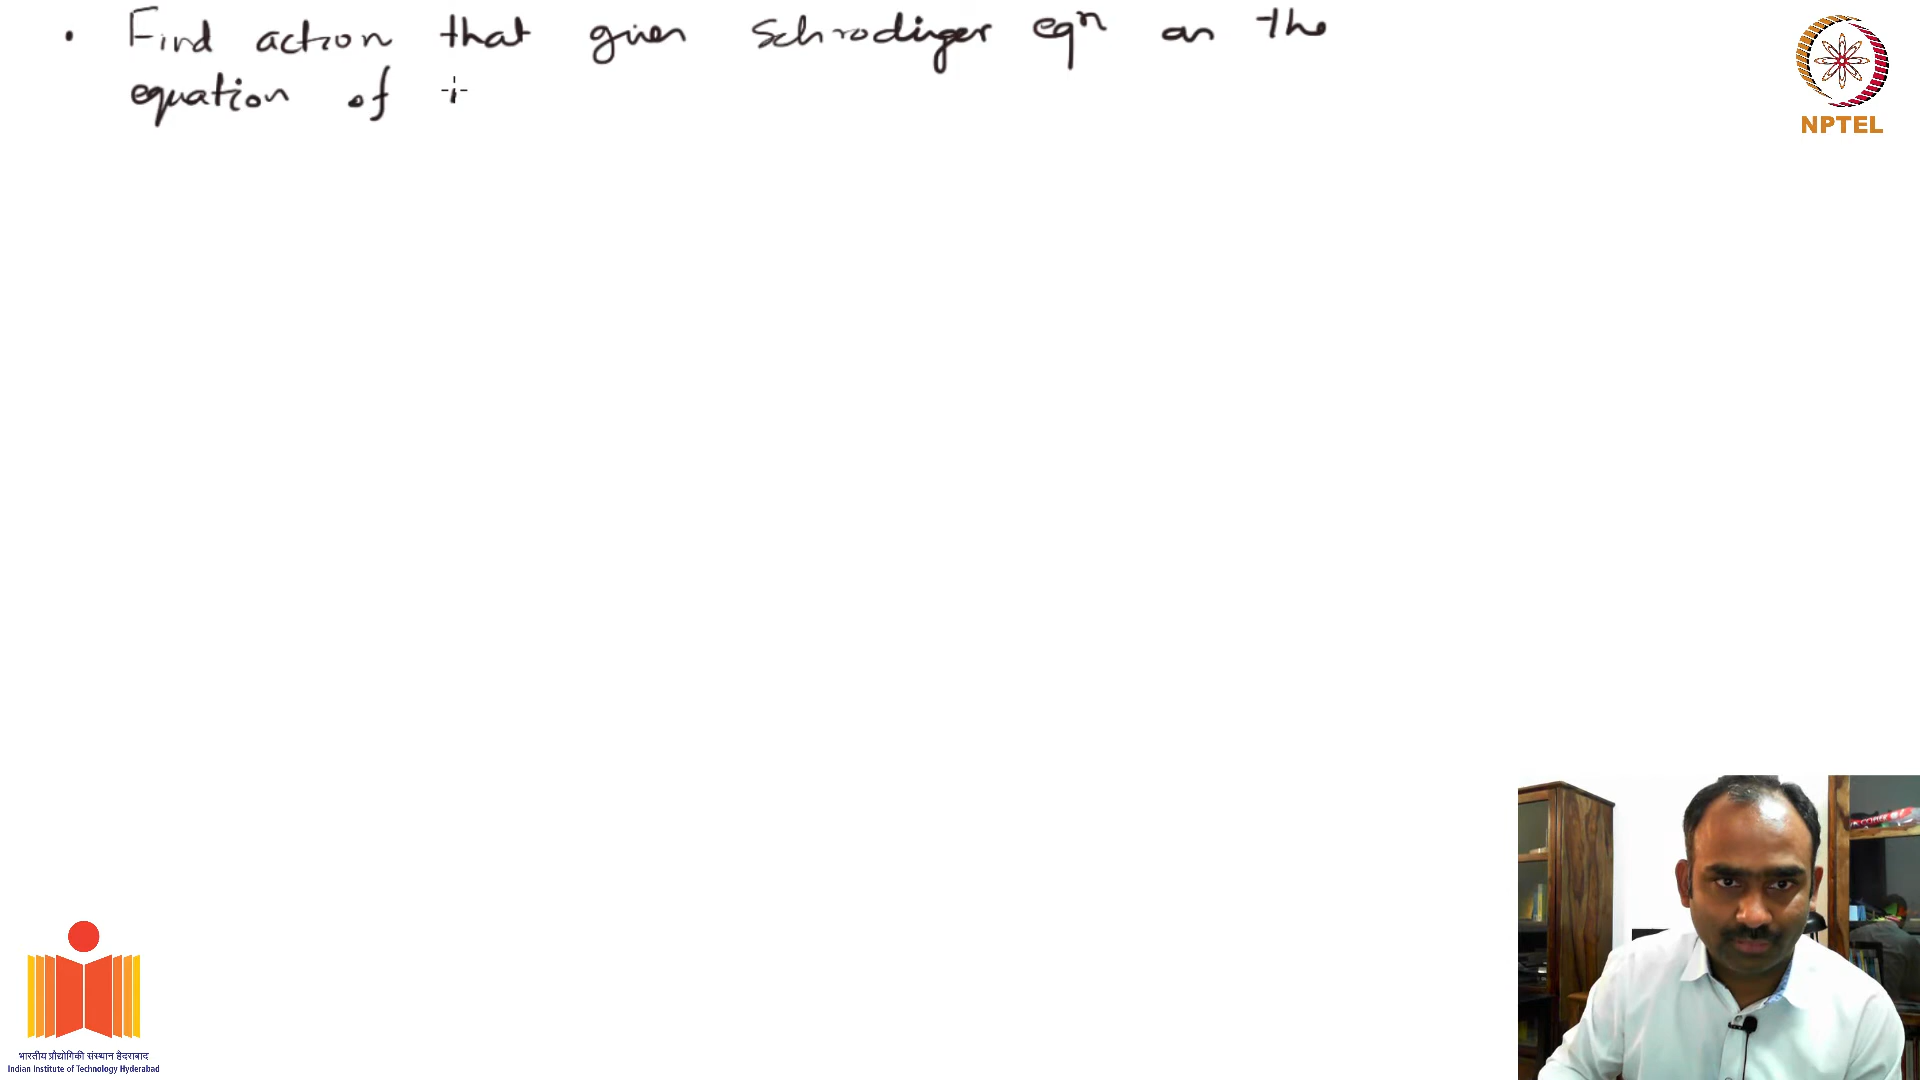 • Find action that gives Schrodinger eqn as the
equation of
NPTEL
भारतीय प्रौद्योगिकी संस्थान हैदराबाद
Indian Institute of Technology Hyderabad